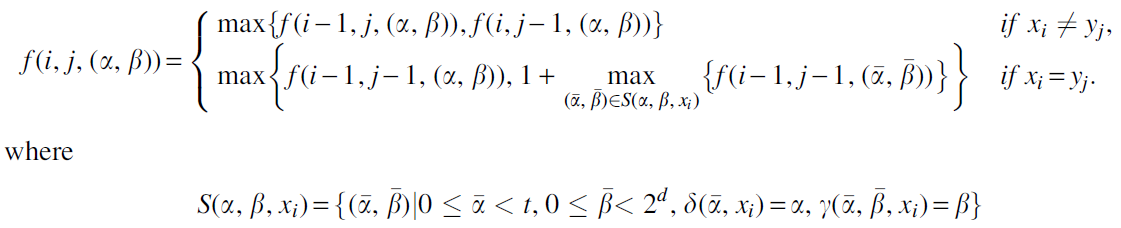 f(i, j, (α, β)) = { max{f(i−1, j, (α, β)), f(i, j−1, (α, β))} if xᵢ ≠ yⱼ,
max{f(i−1, j−1, (α, β)), 1 + max_{(ᾱ, β̄)∈S(α, β, xᵢ)} {f(i−1, j−1, (ᾱ, β̄))}} if xᵢ = yⱼ.
where
S(α, β, xᵢ) = {(ᾱ, β̄)|0 ≤ ᾱ < t, 0 ≤ β̄ < 2ᵈ, δ(ᾱ, xᵢ) = α, γ(ᾱ, β̄, xᵢ) = β}